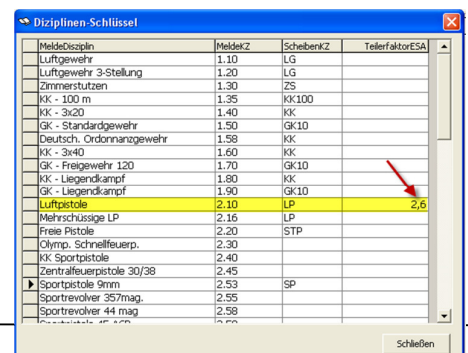 Diziplinen-Schlüssel
MeldeDisziplin MeldeKZ ScheibenKZ TeilerfaktorESA
Luftgewehr 1.10 LG
Luftgewehr 3-Stellung 1.20 LG
Zimmerstutzen 1.30 ZS
KK - 100 m 1.35 KK100
KK - 3x20 1.40 KK
GK - Standardgewehr 1.50 GK10
Deutsch. Ordonnanzgewehr 1.58 KK
KK - 3x40 1.60 KK
GK - Freigewehr 120 1.70 GK10
KK - Liegendkampf 1.80 KK
GK - Liegendkampf 1.90 GK10
Luftpistole 2.10 LP 2,6
Mehrschüssige LP 2.16 LP
Freie Pistole 2.20 STP
Olymp. Schnellfeuerp. 2.30
KK Sportpistole 2.40
Zentralfeuerpistole 30/38 2.45
Sportpistole 9mm 2.53 SP
Sportrevolver 357mag. 2.55
Sportrevolver 44 mag 2.58
Schließen